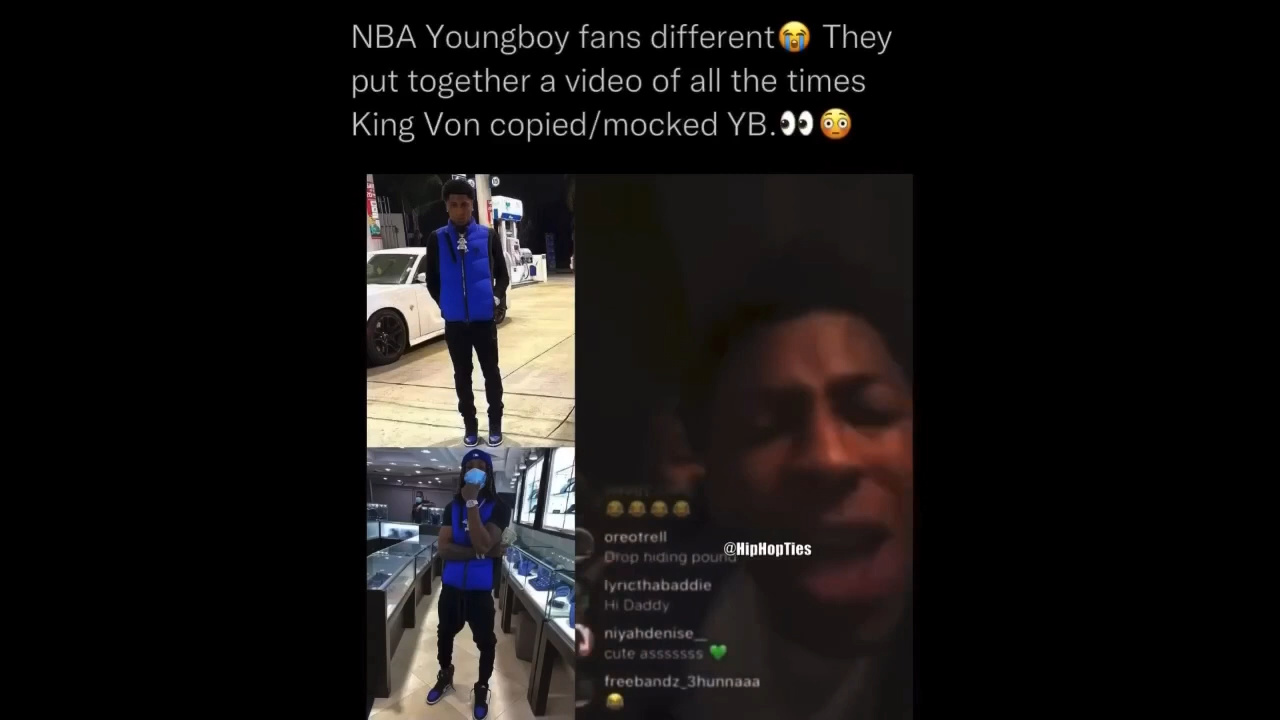 NBA Youngboy fans different😭 They
put together a video of all the times
King Von copied/mocked YB.👀😳
😂😂😂😂
oreotrell
Drop hiding pound
@HipHopTies
lyricthabaddie
Hi Daddy
niyahdenise__
cute asssssss 💚
freebandz_3hunnaaa
😂